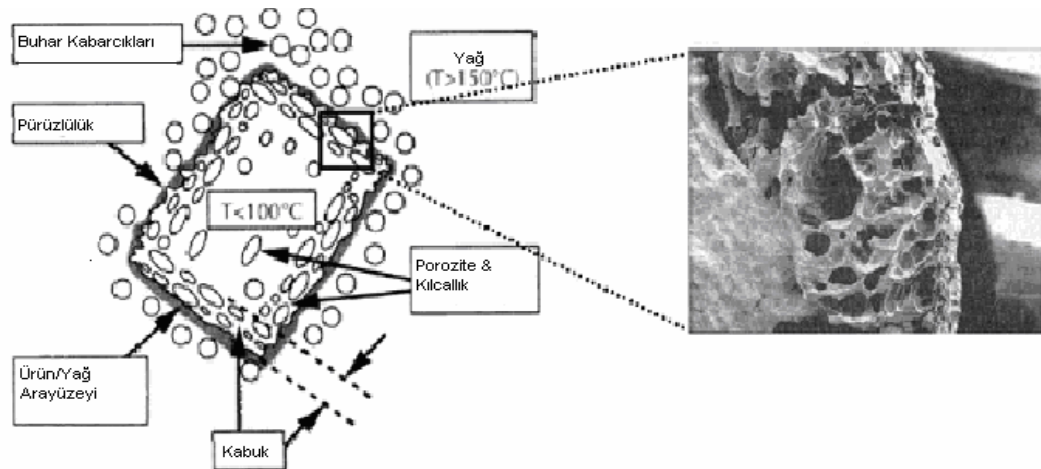 Buhar Kabarcıkları
Yağ
(T>150°C)
Pürüzlülük
T<100°C
Porozite &
Kılcallık
Ürün/Yağ
Arayüzeyi
Kabuk